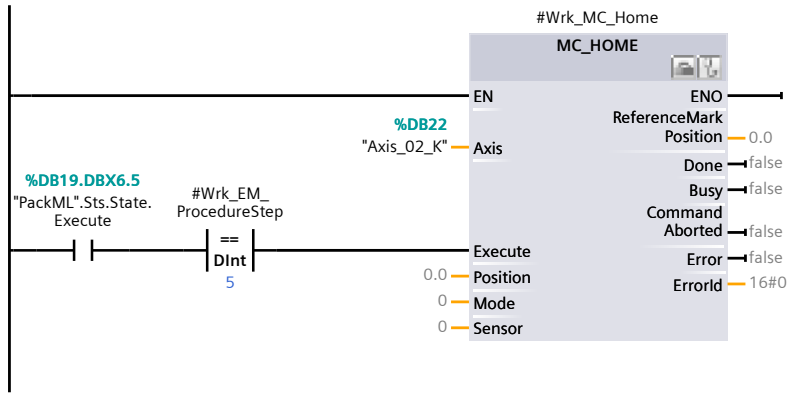 #Wrk_MC_Home
MC_HOME
EN
ENO
%DB22
"Axis_02_K"
Axis
ReferenceMark
Position
0.0
Done
false
Busy
false
Command
Aborted
false
%DB19.DBX6.5
"PackML".Sts.State.
Execute
#Wrk_EM_
ProcedureStep
==
DInt
5
Execute
Error
false
0.0
Position
ErrorId
16#0
0
Mode
0
Sensor